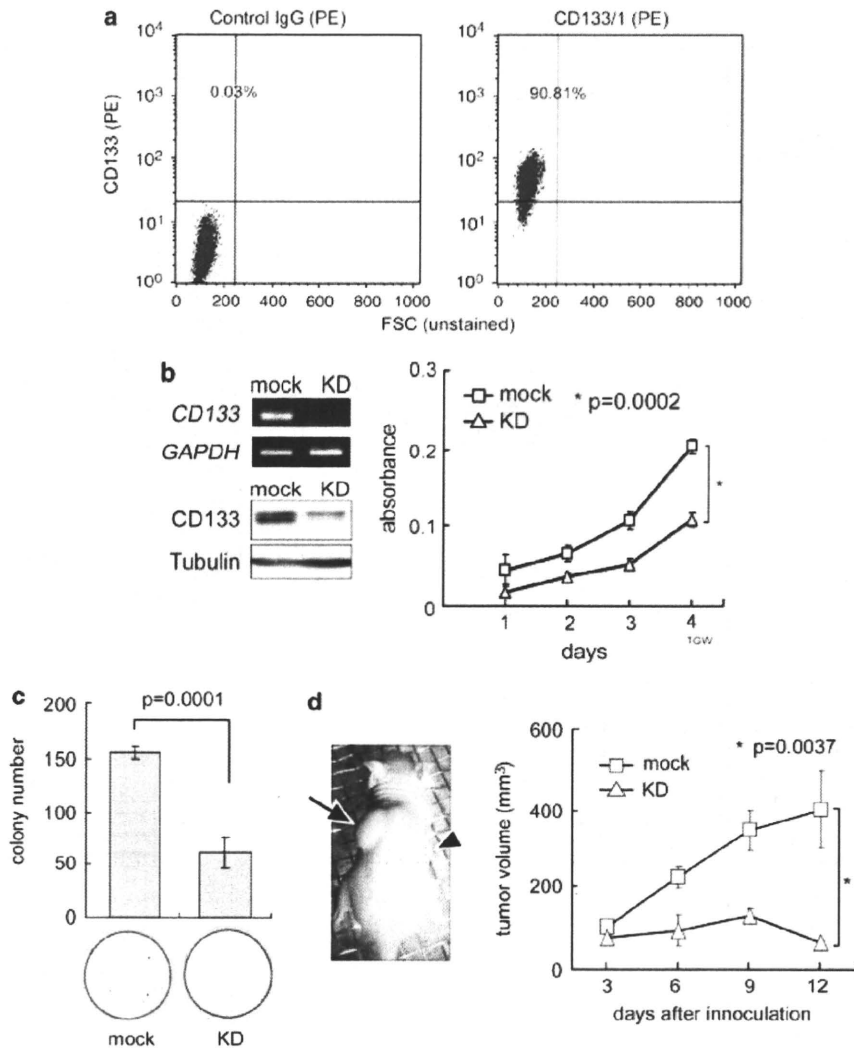 a
Control IgG (PE)
CD133/1 (PE)
CD133 (PE)
10⁴
10³
10²
10¹
10⁰
0.03%
0 200 400 600 800 1000
10⁴
10³
10²
10¹
10⁰
90.81%
0 200 400 600 800 1000
FSC (unstained)
b
mock KD
CD133
GAPDH
mock KD
CD133
Tubulin
absorbance
0.3
0.2
0.1
0
mock
KD
* p=0.0002
*
1 2 3 4
TGW
days
c
p=0.0001
colony number
200
150
100
50
0
mock KD
d
tumor volume (mm³)
600
400
200
0
mock
KD
* p=0.0037
*
3 6 9 12
days after innoculation